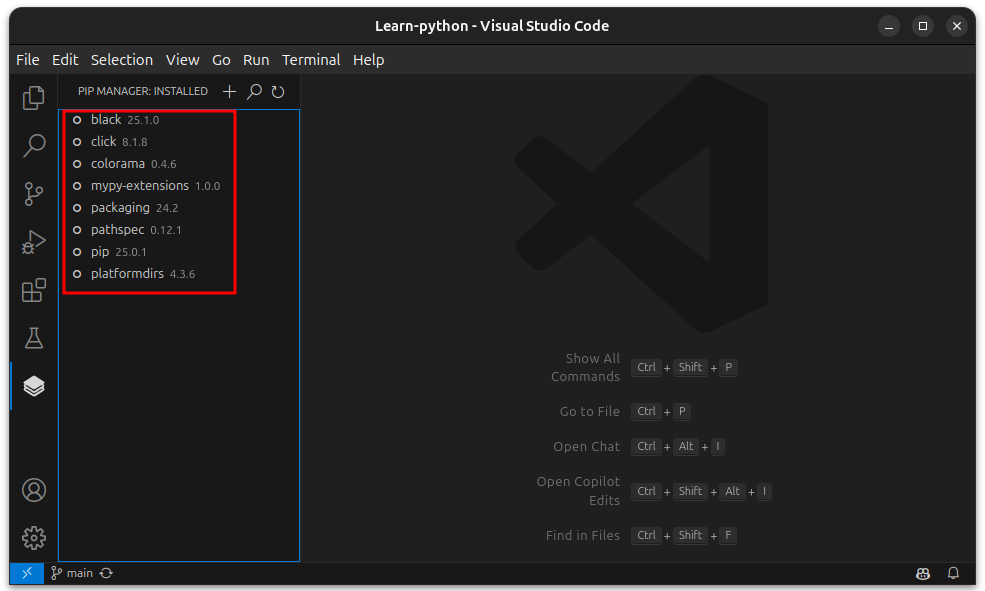 Learn-python - Visual Studio Code
File Edit Selection View Go Run Terminal Help
PIP MANAGER: INSTALLED
black 25.1.0
click 8.1.8
colorama 0.4.6
mypy-extensions 1.0.0
packaging 24.2
pathspec 0.12.1
pip 25.0.1
platformdirs 4.3.6
Show All
Commands
Ctrl + Shift + P
Go to File Ctrl + P
Open Chat Ctrl + Alt + I
Open Copilot
Edits
Ctrl + Shift + Alt + I
Find in Files Ctrl + Shift + F
main